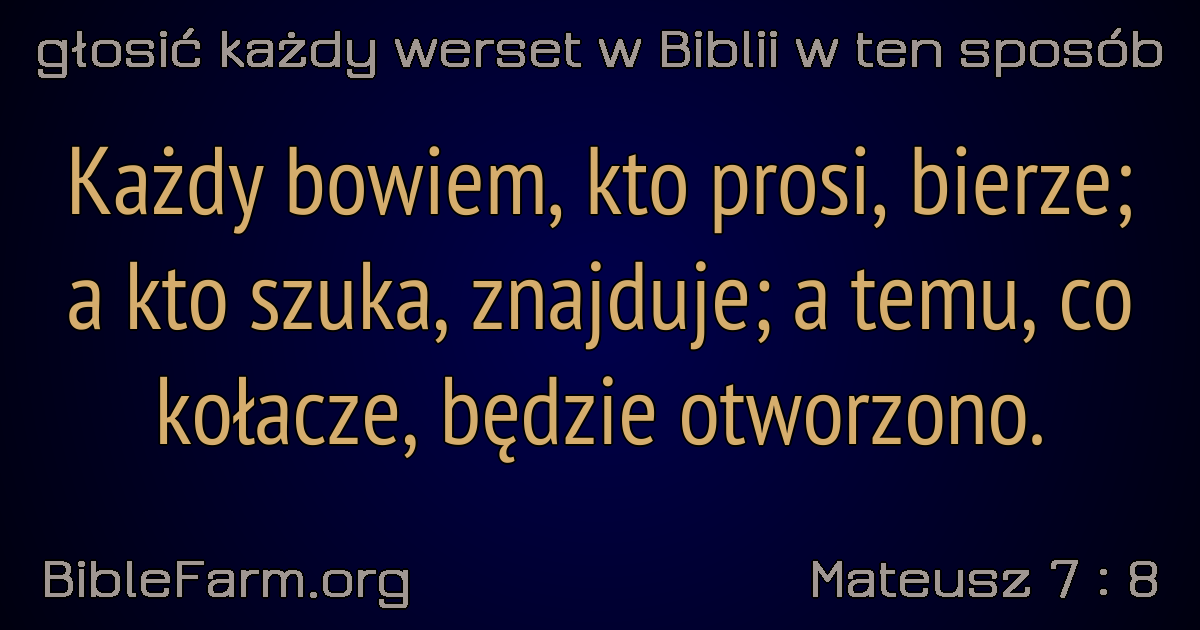 głosić każdy werset w Biblii w ten sposób
Każdy bowiem, kto prosi, bierze;
a kto szuka, znajduje; a temu, co
kołacze, będzie otworzono.
BibleFarm.org
Mateusz 7 : 8